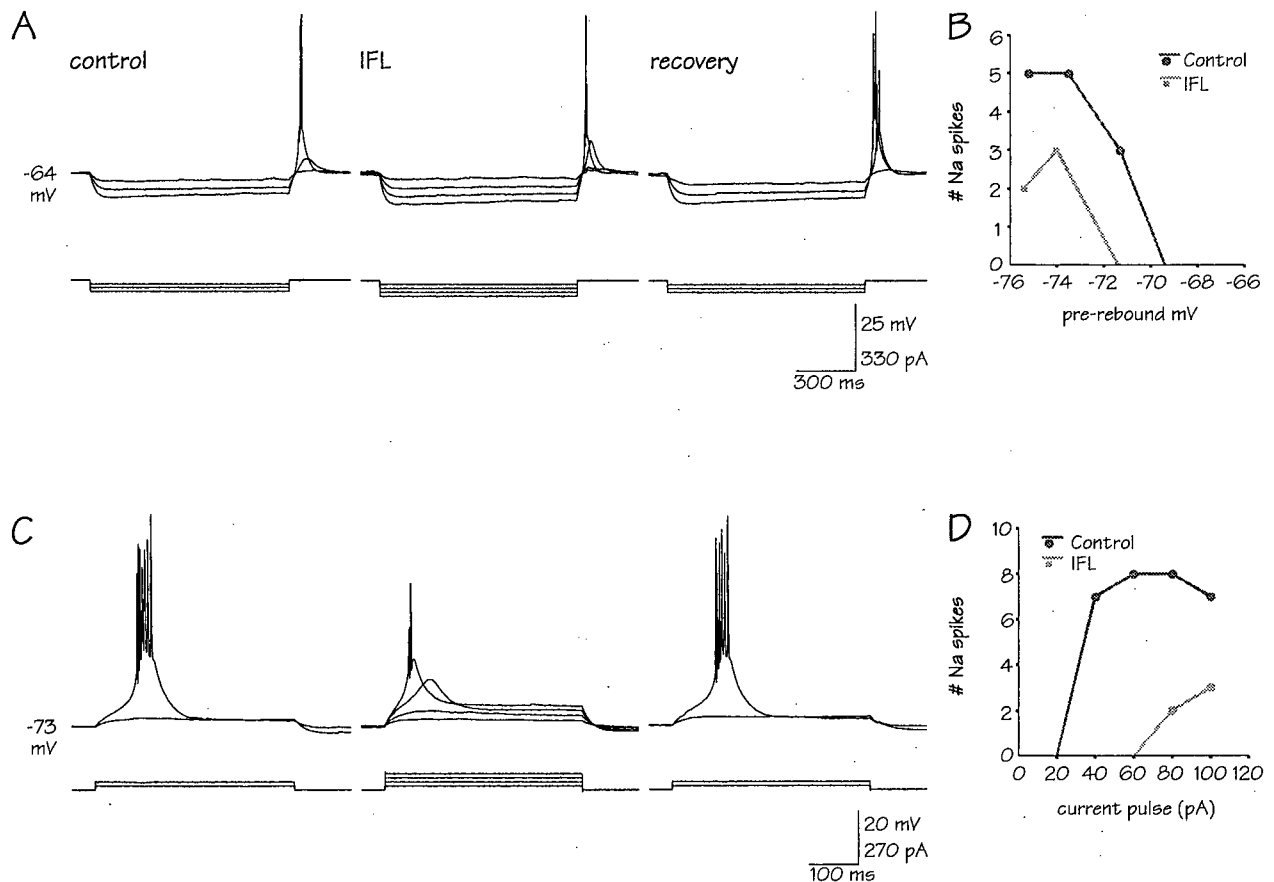 A
control
IFL
recovery
-64
mV
25 mV
330 pA
300 ms
B
6
5
4
3
2
1
0
# Na spikes
Control
IFL
-76 -74 -72 -70 -68 -66
pre-rebound mV
C
-73
mV
20 mV
270 pA
100 ms
D
10
8
6
4
2
0
# Na spikes
Control
IFL
0 20 40 60 80 100 120
current pulse (pA)